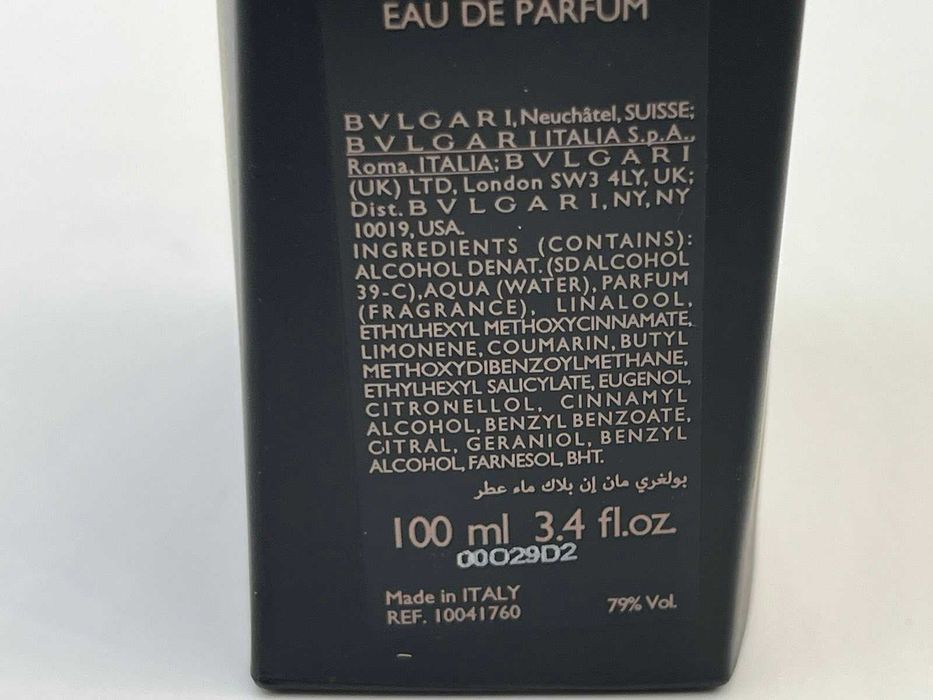 EAU DE PARFUM
BVLGARI, Neuchâtel, SUISSE;
BVLGARI ITALIA S.p.A.,
Roma, ITALIA; BVLGARI
(UK) LTD, London SW3 4LY, UK;
Dist. BVLGARI, NY, NY
10019, USA.
INGREDIENTS (CONTAINS):
ALCOHOL DENAT. (SD ALCOHOL
39-C), AQUA (WATER), PARFUM
(FRAGRANCE), LINALOOL,
ETHYLHEXYL METHOXYCINNAMATE,
LIMONENE, COUMARIN, BUTYL
METHOXYDIBENZOYLMETHANE,
ETHYLHEXYL SALICYLATE, EUGENOL,
CITRONELLOL, CINNAMYL
ALCOHOL, BENZYL BENZOATE,
CITRAL, GERANIOL, BENZYL
ALCOHOL, FARNESOL, BHT.
بولغري مان إن بلاك ماء عطر
100 ml 3.4 fl.oz.
00O29D2
Made in ITALY
REF. 10041760
79% Vol.